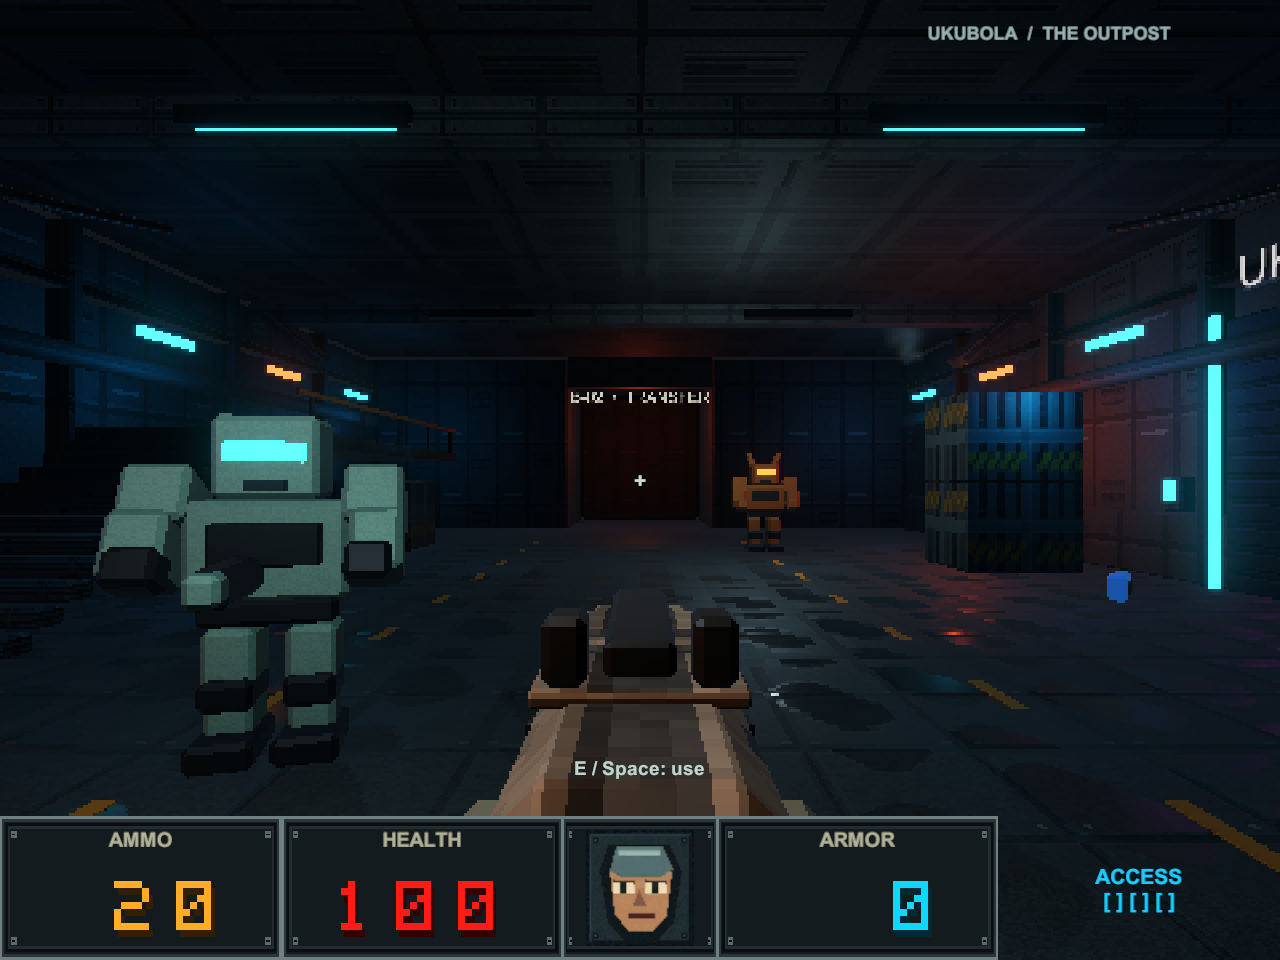 UKUBOLA / THE OUTPOST
E / Space: use
AMMO
20
HEALTH
100
ARMOR
0
ACCESS
[ ] [ ] [ ]